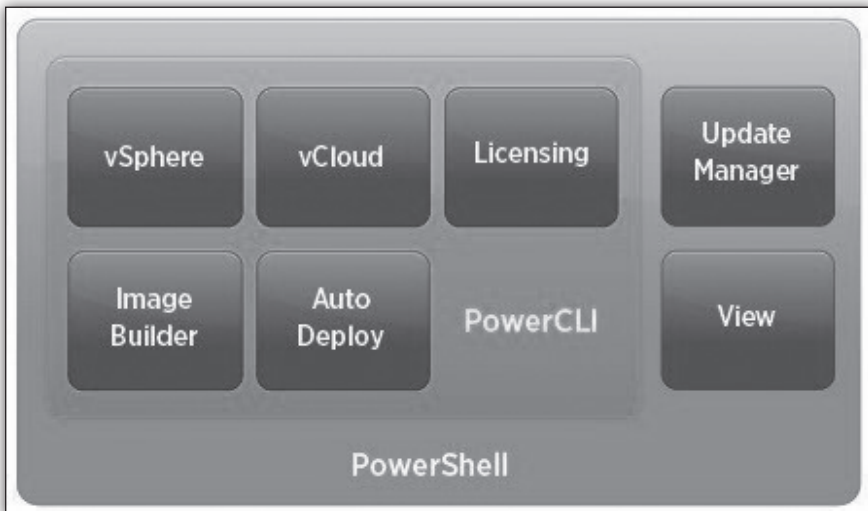 vSphere
vCloud
Licensing
Update
Manager
Image
Builder
Auto
Deploy
PowerCLI
View
PowerShell